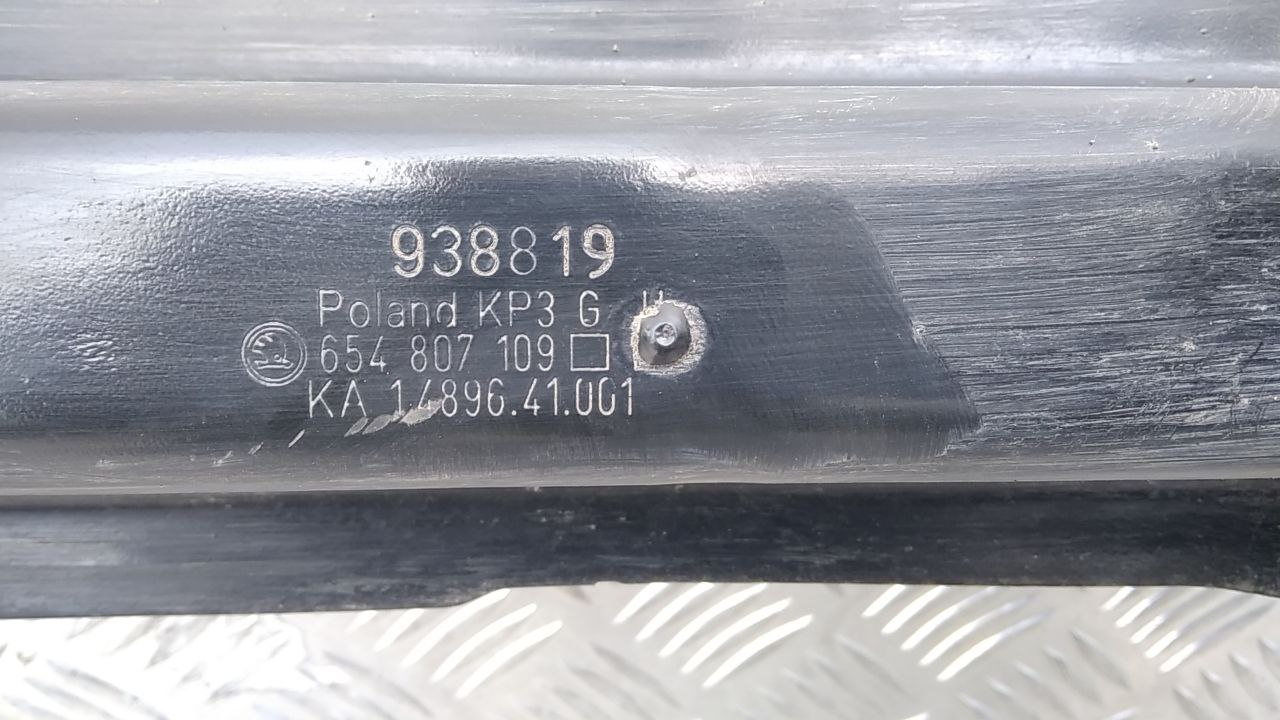 938819
Poland KP3 G
654 807 109
KA 14896.41.001